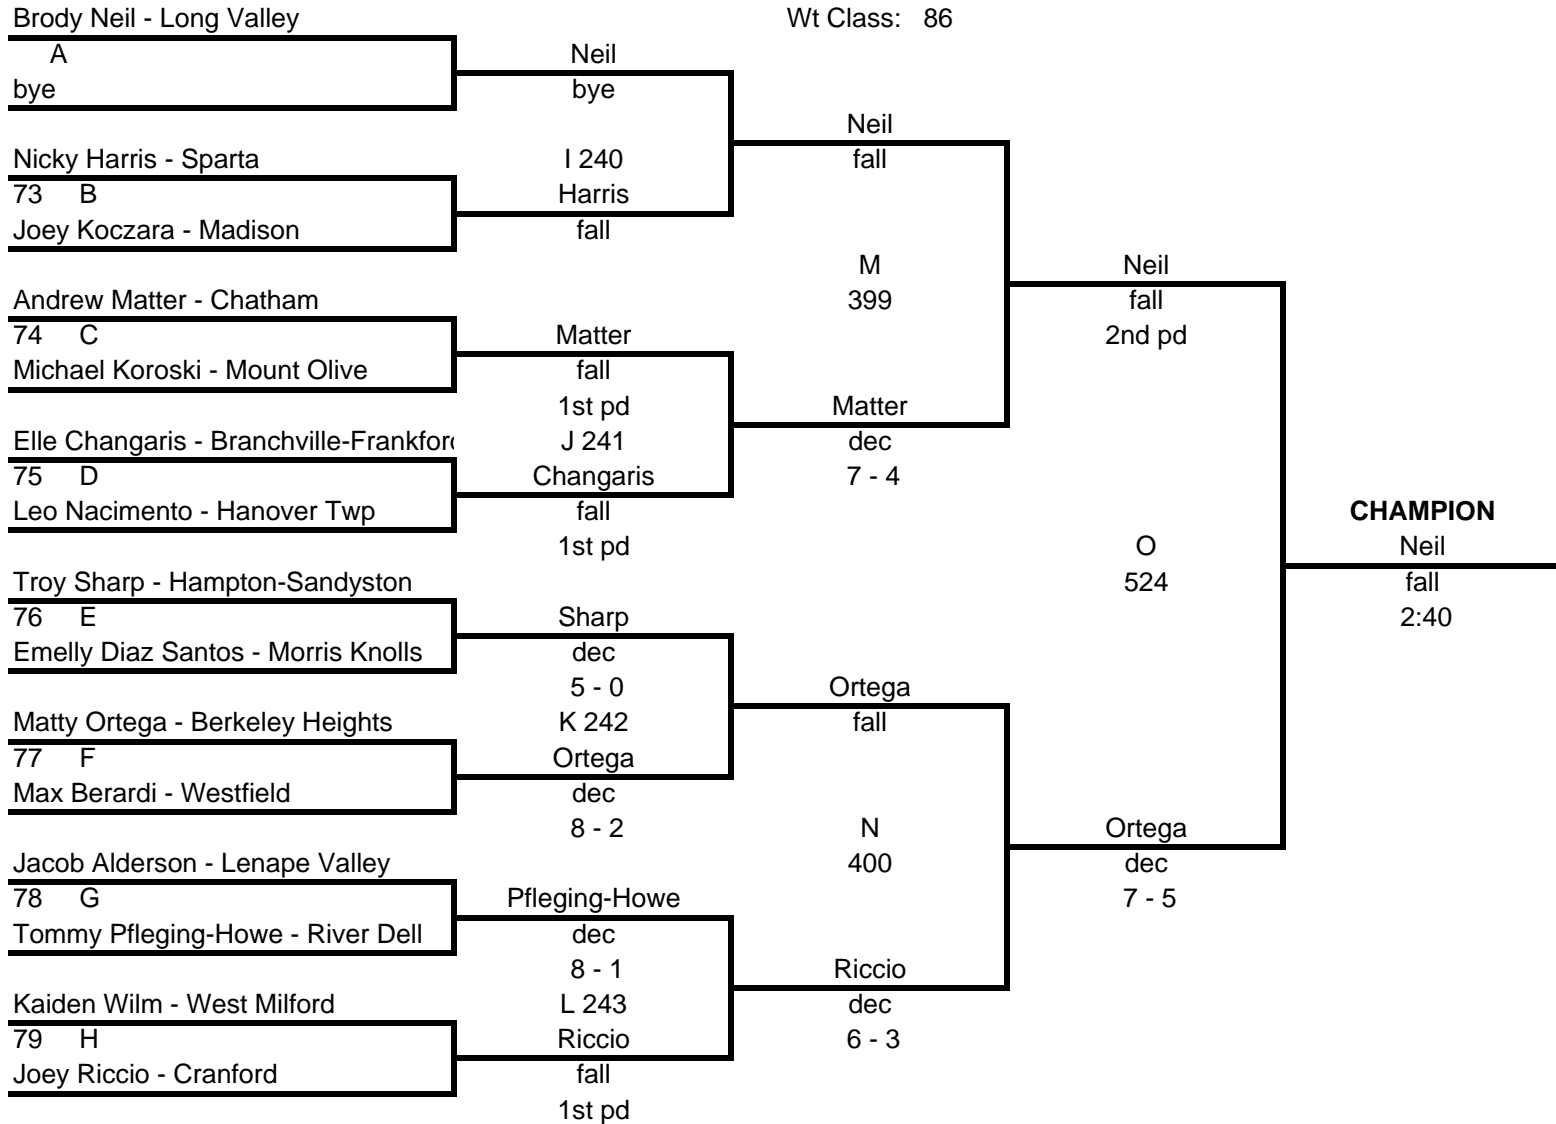 Brody Neil - Long Valley
Wt Class: 86
A
Neil
bye
bye
Neil
Nicky Harris - Sparta
I 240
fall
73 B
Harris
Joey Koczara - Madison
fall
M
Neil
Andrew Matter - Chatham
399
fall
74 C
Matter
2nd pd
Michael Koroski - Mount Olive
fall
1st pd
Matter
Elle Changaris - Branchville-Frankford
J 241
dec
75 D
Changaris
7 - 4
Leo Nacimento - Hanover Twp
fall
CHAMPION
1st pd
O
Neil
Troy Sharp - Hampton-Sandyston
524
fall
76 E
Sharp
2:40
Emelly Diaz Santos - Morris Knolls
dec
5 - 0
Ortega
Matty Ortega - Berkeley Heights
K 242
fall
77 F
Ortega
Max Berardi - Westfield
dec
8 - 2
N
Ortega
Jacob Alderson - Lenape Valley
400
dec
78 G
Pfleging-Howe
7 - 5
Tommy Pfleging-Howe - River Dell
dec
8 - 1
Riccio
Kaiden Wilm - West Milford
L 243
dec
79 H
Riccio
6 - 3
Joey Riccio - Cranford
fall
1st pd